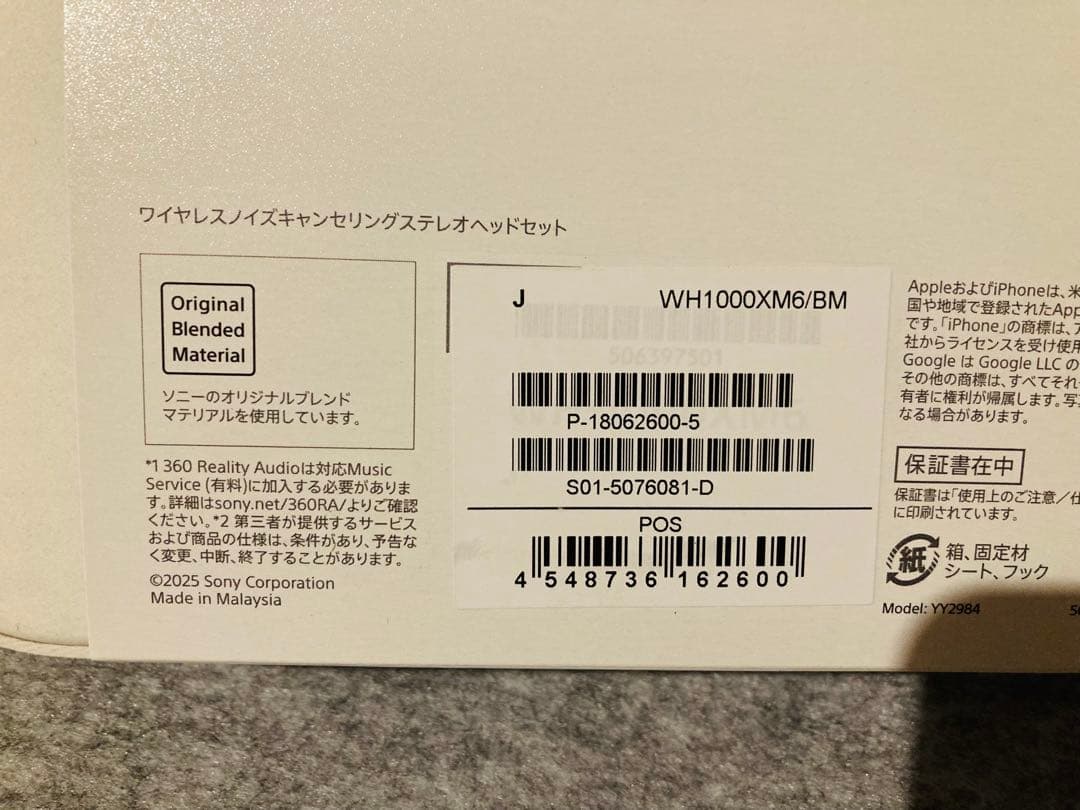 ワイヤレスノイズキャンセリングステレオヘッドセット
Original
Blended
Material
ソニーのオリジナルブレンド
マテリアルを使用しています。
*1 360 Reality Audioは対応Music
Service (有料)に加入する必要がありま
す。詳細はsony.net/360RA/よりご確認
ください。*2 第三者が提供するサービス
および商品の仕様は、条件があり、予告な
く変更、中断、終了することがあります。
©2025 Sony Corporation
Made in Malaysia
J WH1000XM6/BM
506397501
P-18062600-5
S01-5076081-D
POS
4 548736 162600
AppleおよびiPhoneは、米
国や地域で登録されたApp
です。「iPhone」の商標は、ア
社からライセンスを受け使用
Google は Google LLC の
その他の商標は、すべてそれ
有者に権利が帰属します。写
なる場合があります。
保証書在中
保証書は「使用上のご注意/仕
に印刷されています。
紙
箱、固定材
シート、フック
Model: YY2984